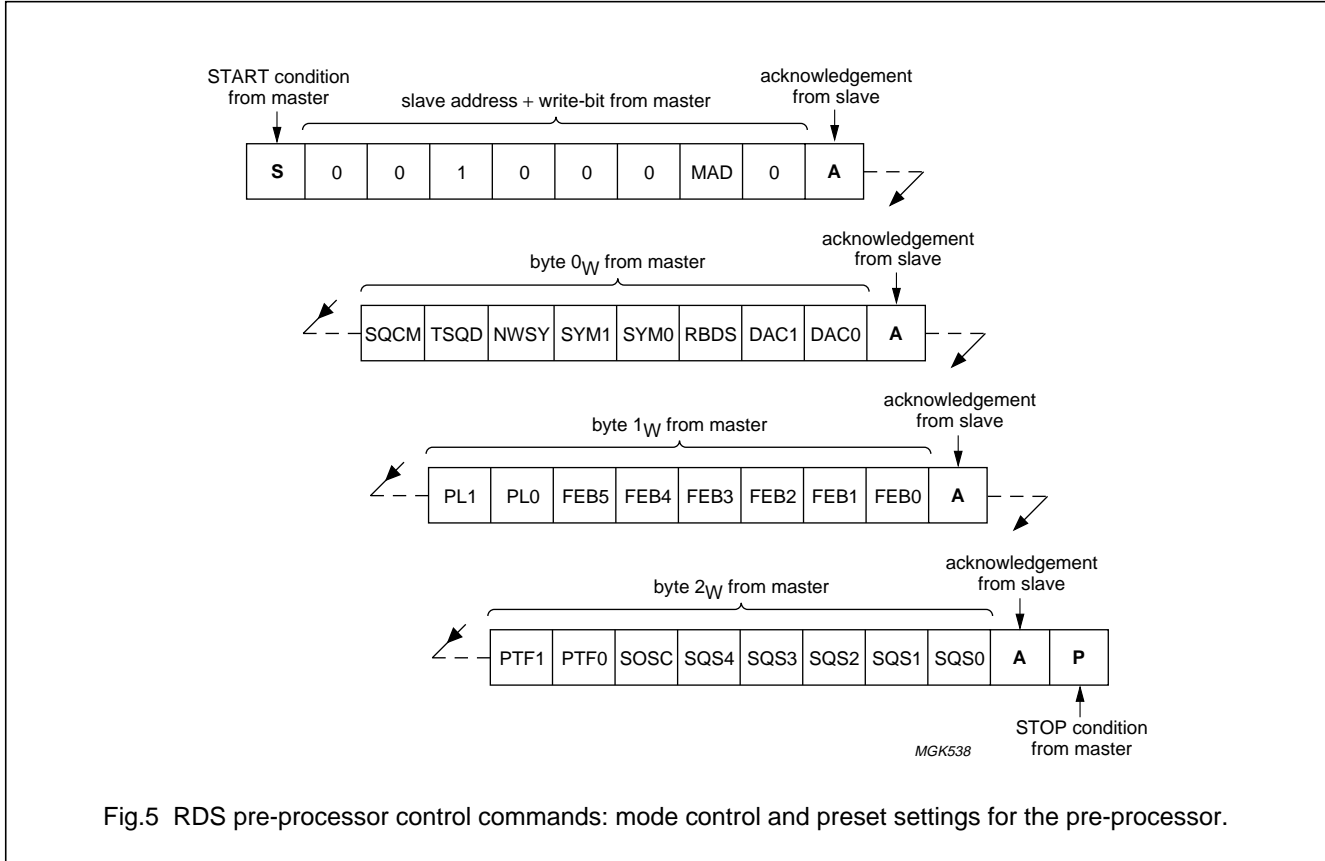 START condition
from master
slave address + write-bit from master
acknowledgement
from slave
S 0 0 1 0 0 0 MAD 0 A
byte 0W from master
acknowledgement
from slave
SQCM TSQD NWSY SYM1 SYM0 RBDS DAC1 DAC0 A
byte 1W from master
acknowledgement
from slave
PL1 PL0 FEB5 FEB4 FEB3 FEB2 FEB1 FEB0 A
byte 2W from master
acknowledgement
from slave
PTF1 PTF0 SOSC SQS4 SQS3 SQS2 SQS1 SQS0 A P
STOP condition
from master
MGK538
Fig.5 RDS pre-processor control commands: mode control and preset settings for the pre-processor.